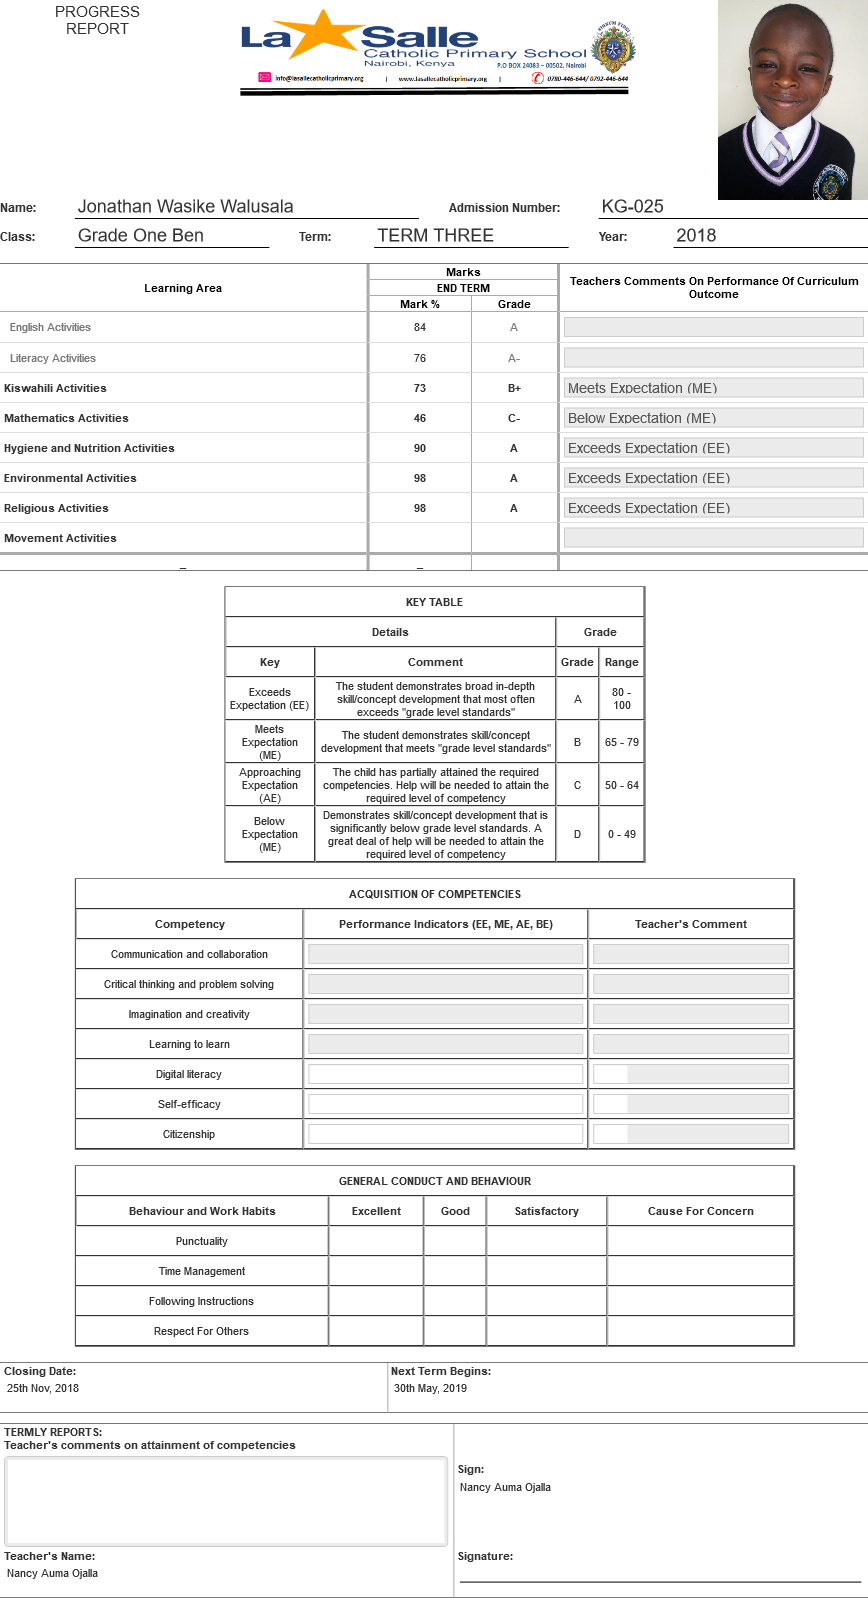 PROGRESS
REPORT
La Salle
Catholic Primary School
Nairobi, Kenya
P.O BOX 24083 – 00502, Nairobi
info@lasallecatholicprimary.org | www.lasallecatholicprimary.org | 0780-446-644/ 0792-446-644
Name: Jonathan Wasike Walusala Admission Number: KG-025
Class: Grade One Ben Term: TERM THREE Year: 2018
Learning Area Marks Teachers Comments On Performance Of Curriculum Outcome
END TERM
Mark % Grade
English Activities 84 A
Literacy Activities 76 A-
Kiswahili Activities 73 B+ Meets Expectation (ME)
Mathematics Activities 46 C- Below Expectation (ME)
Hygiene and Nutrition Activities 90 A Exceeds Expectation (EE)
Environmental Activities 98 A Exceeds Expectation (EE)
Religious Activities 98 A Exceeds Expectation (EE)
Movement Activities
_ _
KEY TABLE
Details Grade
Key Comment Grade Range
Exceeds Expectation (EE) The student demonstrates broad in-depth skill/concept development that most often exceeds "grade level standards" A 80 - 100
Meets Expectation (ME) The student demonstrates skill/concept development that meets "grade level standards" B 65 - 79
Approaching Expectation (AE) The child has partially attained the required competencies. Help will be needed to attain the required level of competency C 50 - 64
Below Expectation (ME) Demonstrates skill/concept development that is significantly below grade level standards. A great deal of help will be needed to attain the required level of competency D 0 - 49
ACQUISITION OF COMPETENCIES
Competency Performance Indicators (EE, ME, AE, BE) Teacher's Comment
Communication and collaboration
Critical thinking and problem solving
Imagination and creativity
Learning to learn
Digital literacy
Self-efficacy
Citizenship
GENERAL CONDUCT AND BEHAVIOUR
Behaviour and Work Habits Excellent Good Satisfactory Cause For Concern
Punctuality
Time Management
Following Instructions
Respect For Others
Closing Date: Next Term Begins:
25th Nov, 2018 30th May, 2019
TERMLY REPORTS:
Teacher's comments on attainment of competencies
Sign:
Nancy Auma Ojalla
Teacher's Name: Signature:
Nancy Auma Ojalla